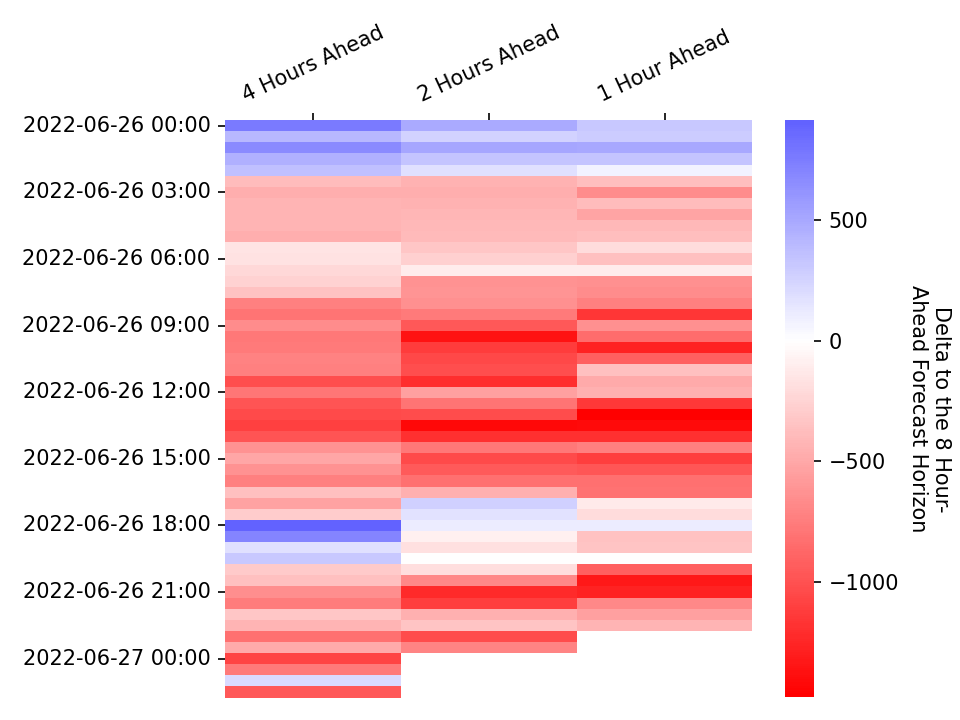 4 Hours Ahead
2 Hours Ahead
1 Hour Ahead
2022-06-26 00:00
2022-06-26 03:00
2022-06-26 06:00
2022-06-26 09:00
2022-06-26 12:00
2022-06-26 15:00
2022-06-26 18:00
2022-06-26 21:00
2022-06-27 00:00
500
0
−500
−1000
Delta to the 8 Hour-
Ahead Forecast Horizon